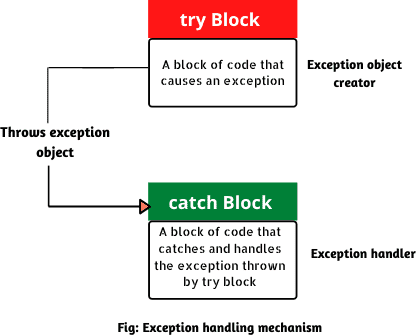 try Block
A block of code that
causes an exception
Exception object
creator
Throws exception
object
catch Block
A block of code that
catches and handles
the exception thrown
by try block
Exception handler
Fig: Exception handling mechanism